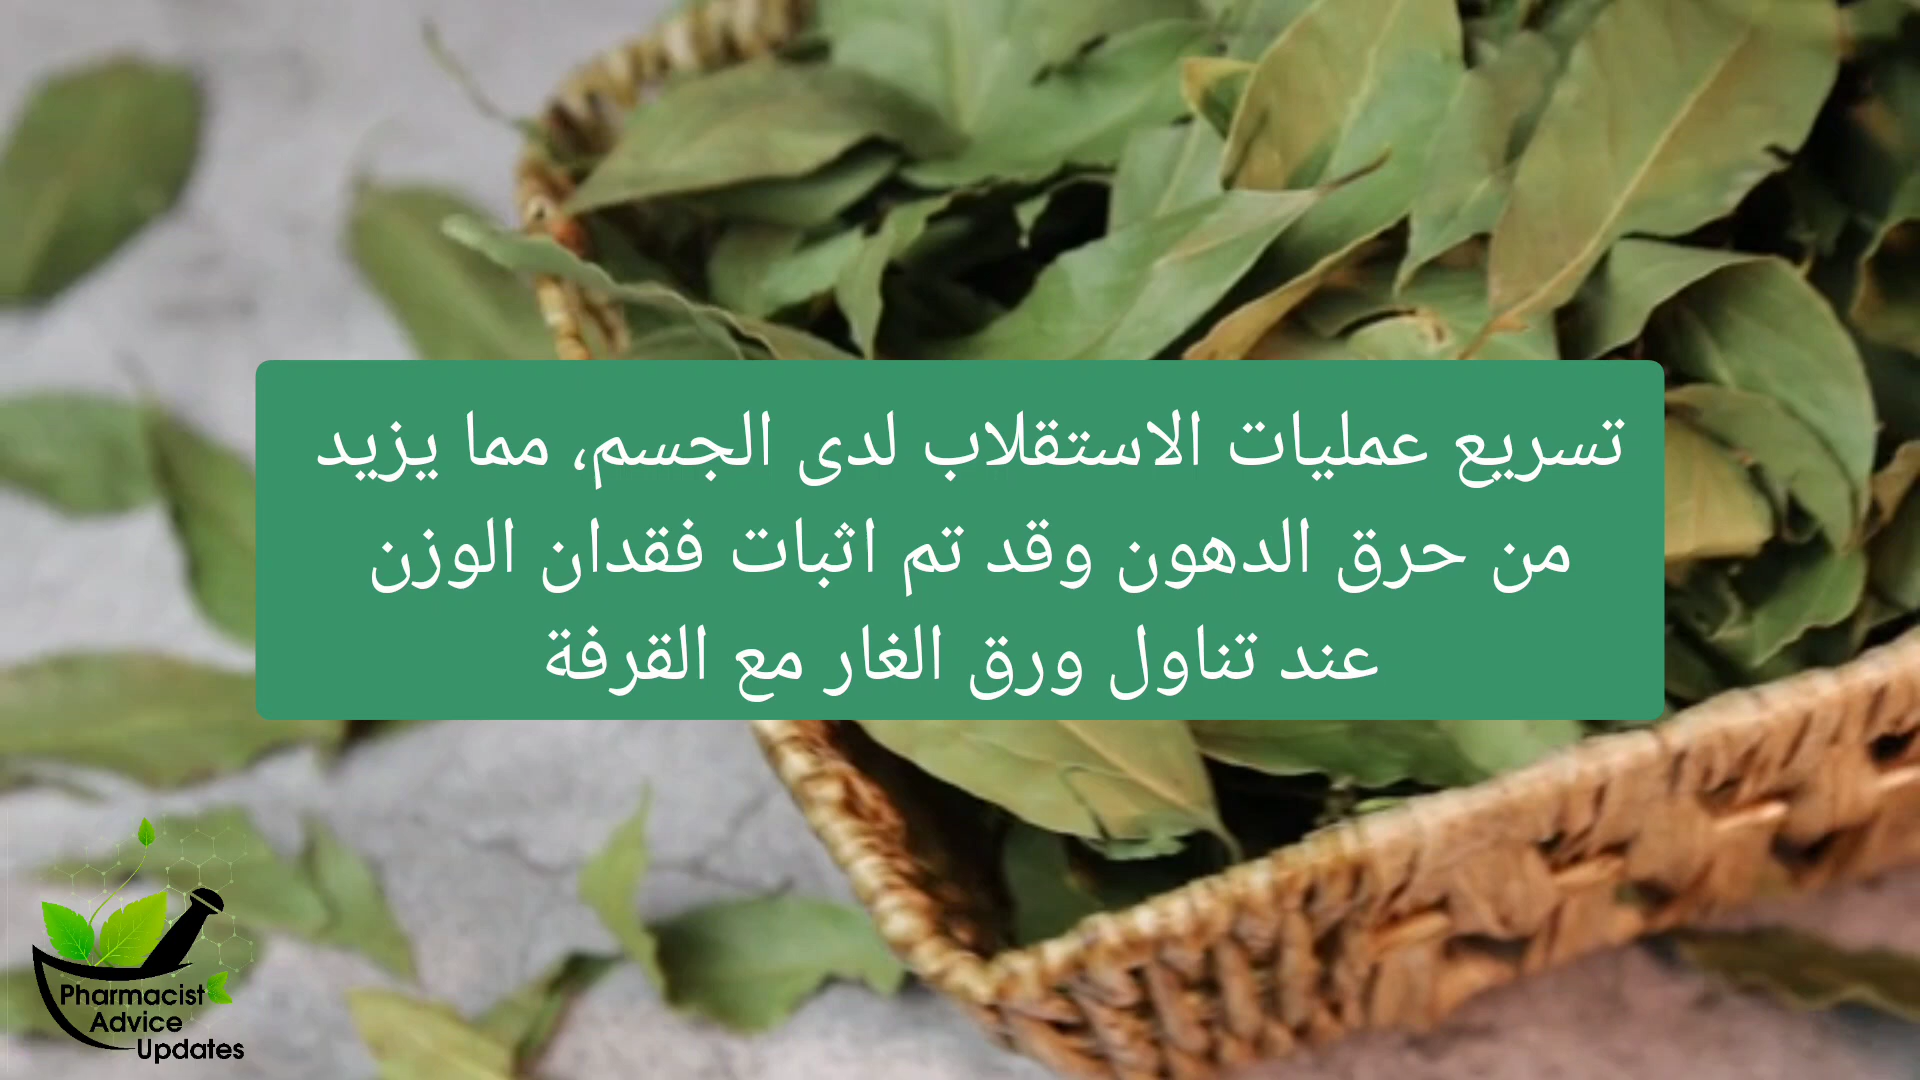 تسريع عمليات الاستقلاب لدى الجسم، مما يزيد
من حرق الدهون وقد تم اثبات فقدان الوزن
عند تناول ورق الغار مع القرفة
Pharmacist
Advice
Updates